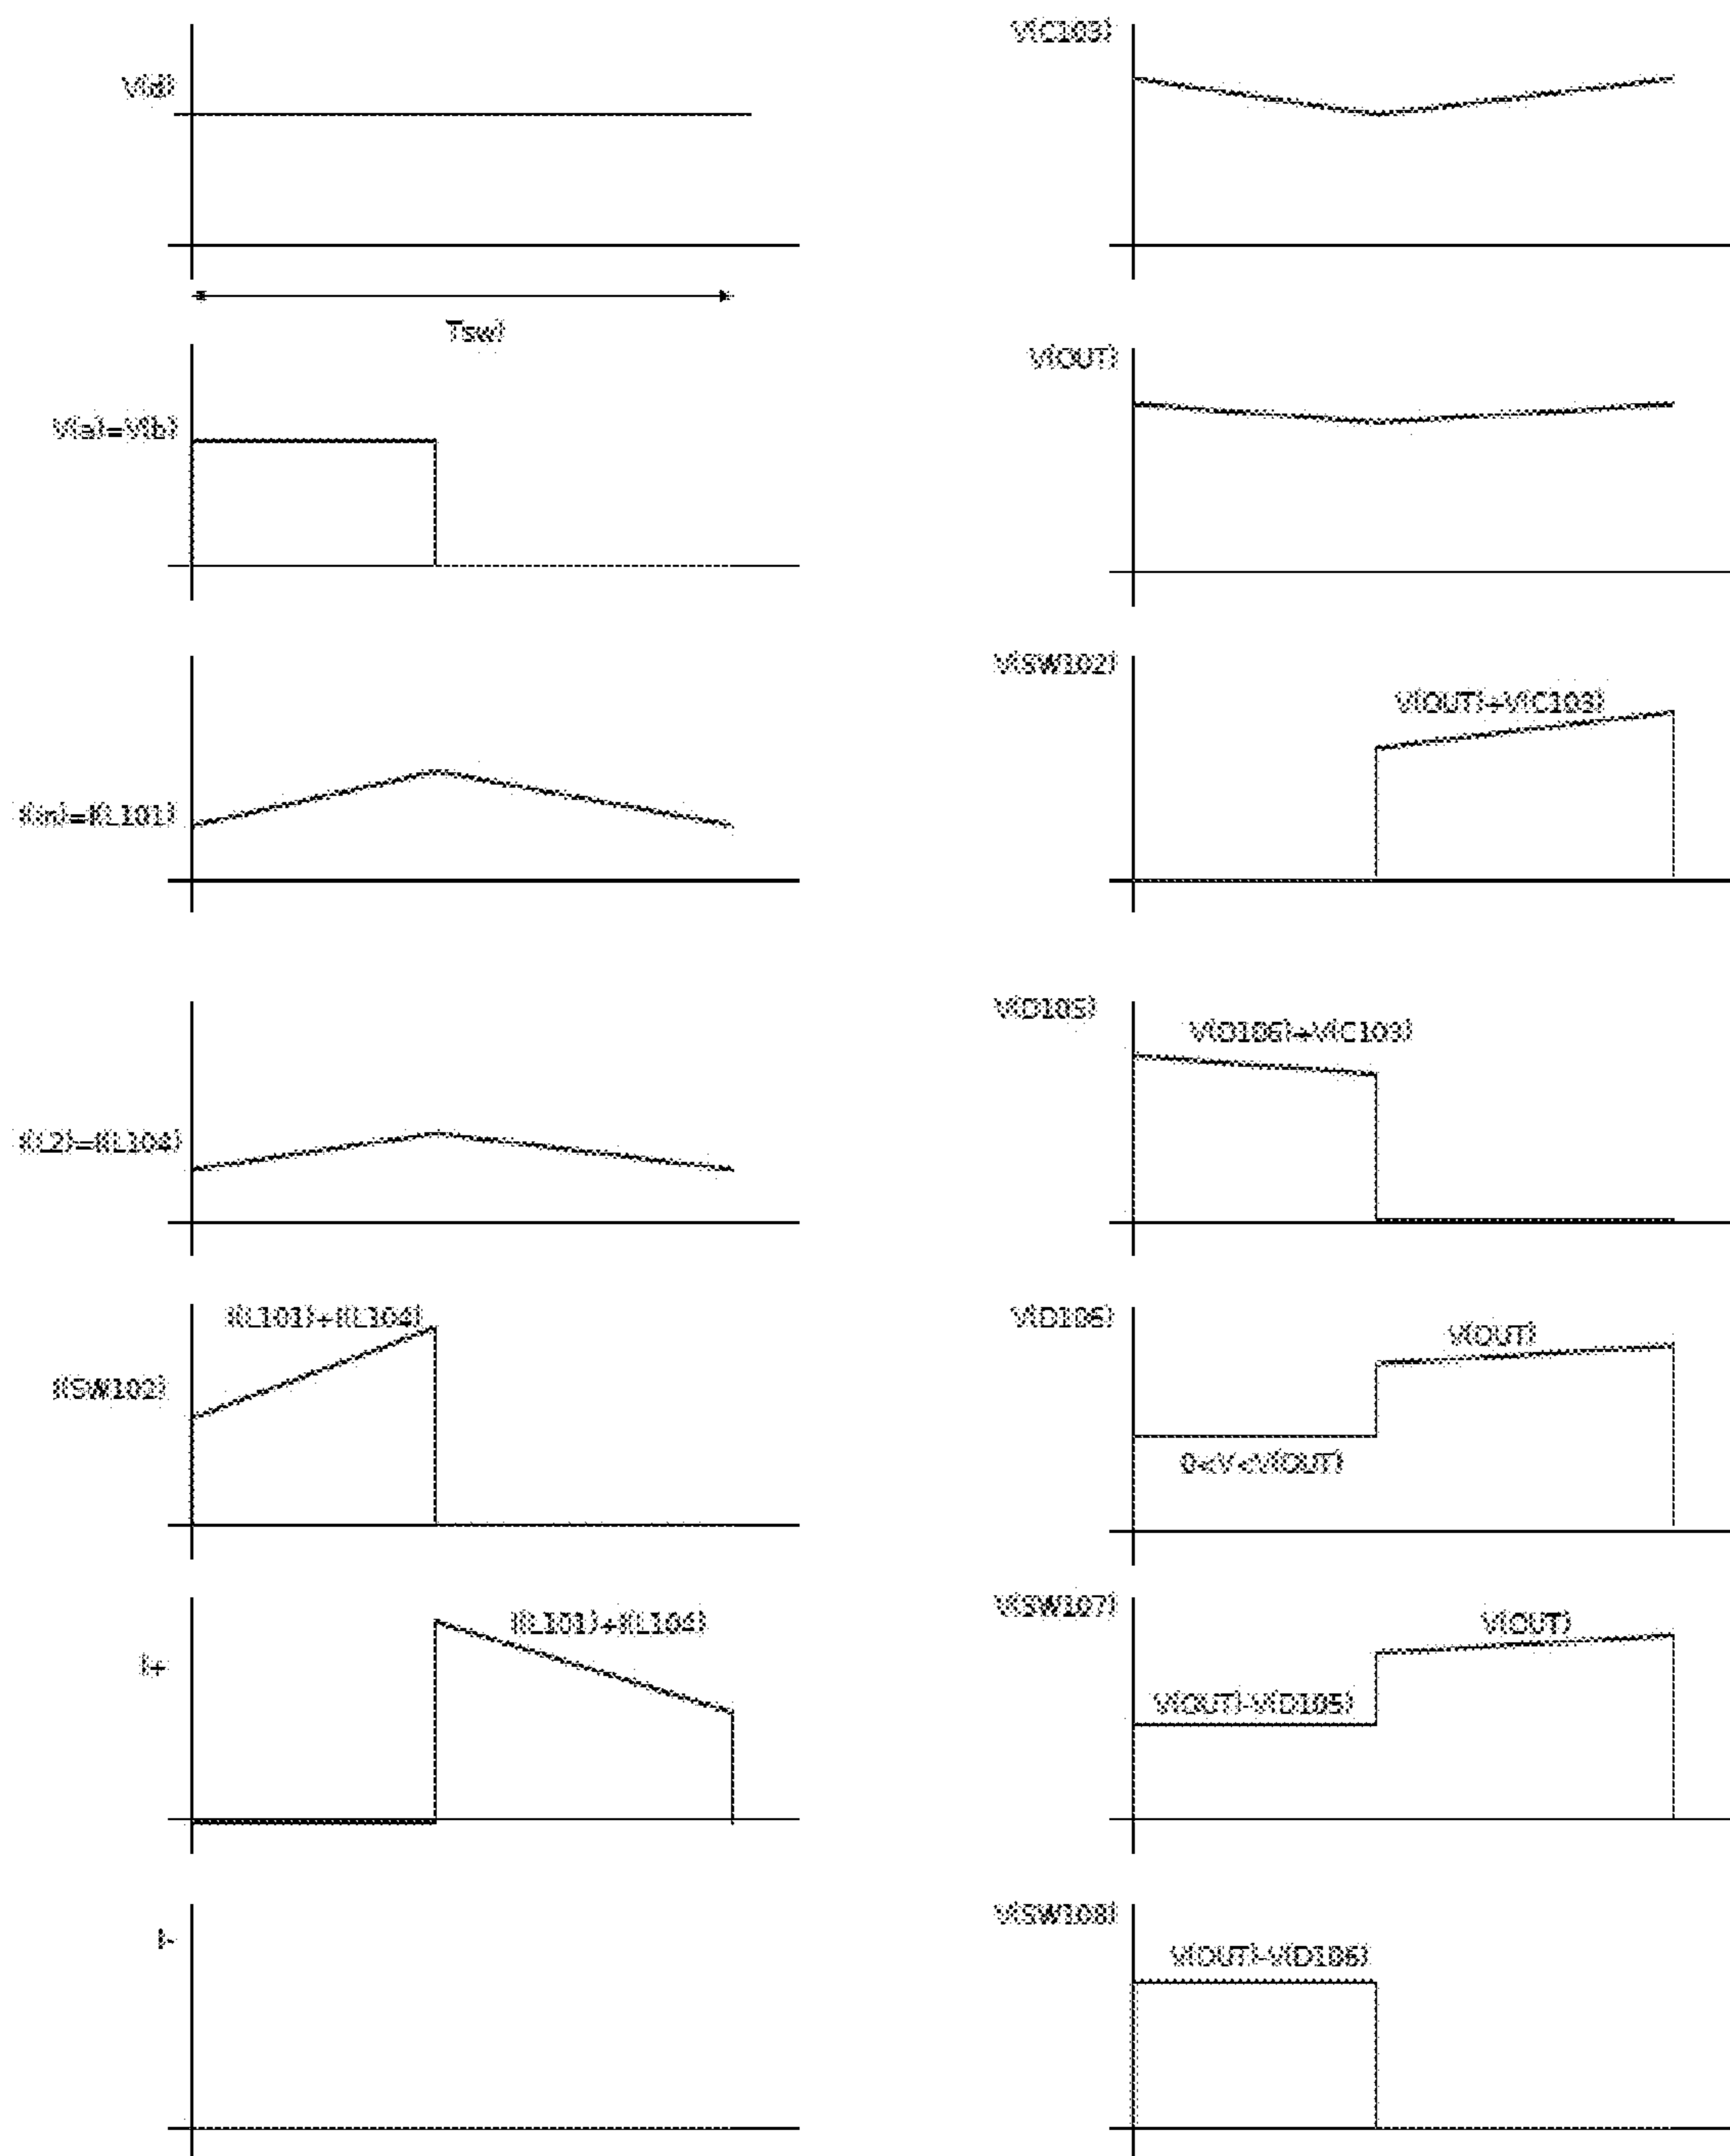 V(d)
Tsw)
V(a)=V(b)
I(in)=I(L101)
I(L2)=I(L104)
I(L101)+I(L104)
I(SW102)
I(L101)+I(L104)
I+
I-
V(C103)
V(OUT)
V(SW102)
V(OUT)+V(C103)
V(D105)
V(D106)+V(C103)
V(D106)
V(OUT)
0<V<V(OUT)
V(SW107)
V(OUT)
V(OUT)-V(D105)
V(SW108)
V(OUT)-V(D106)